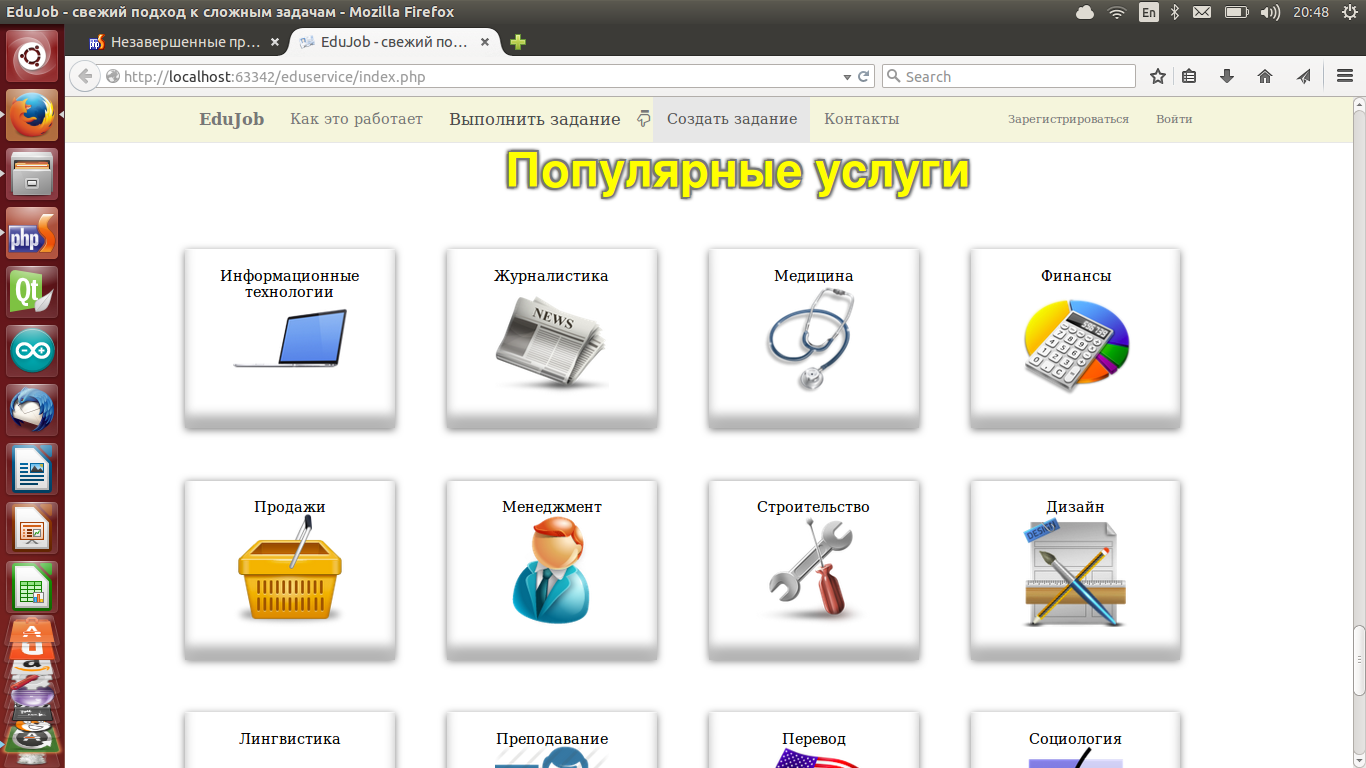 EduJob - свежий подход к сложным задачам - Mozilla Firefox
En
20:48
Незавершенные пр...
EduJob - свежий по...
http://localhost:63342/eduservice/index.php
Search
EduJob
Как это работает
Выполнить задание
Создать задание
Контакты
Зарегистрироваться
Войти
Популярные услуги
Информационные
технологии
Журналистика
Медицина
Финансы
NEWS
Продажи
Менеджмент
Строительство
Дизайн
DESIGN
Лингвистика
Преподавание
Перевод
Социология
php
Qt